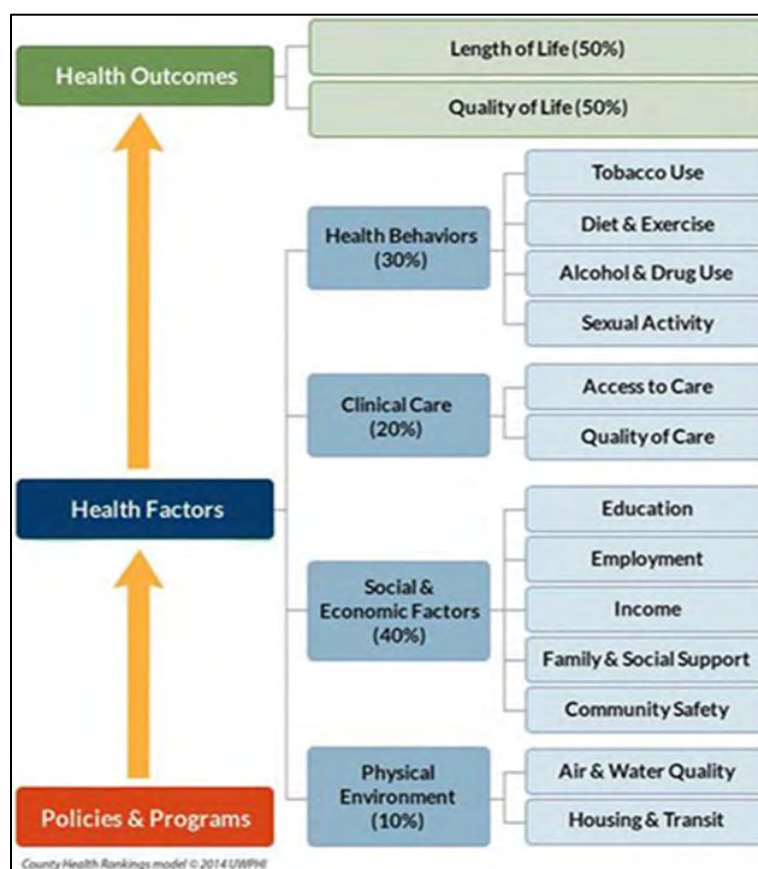 Health Outcomes
Length of Life (50%)
Quality of Life (50%)
Health Behaviors
(30%)
Tobacco Use
Diet & Exercise
Alcohol & Drug Use
Sexual Activity
Clinical Care
(20%)
Access to Care
Quality of Care
Health Factors
Social &
Economic Factors
(40%)
Education
Employment
Income
Family & Social Support
Community Safety
Physical
Environment
(10%)
Air & Water Quality
Housing & Transit
Policies & Programs
County Health Rankings model © 2014 UWPHI